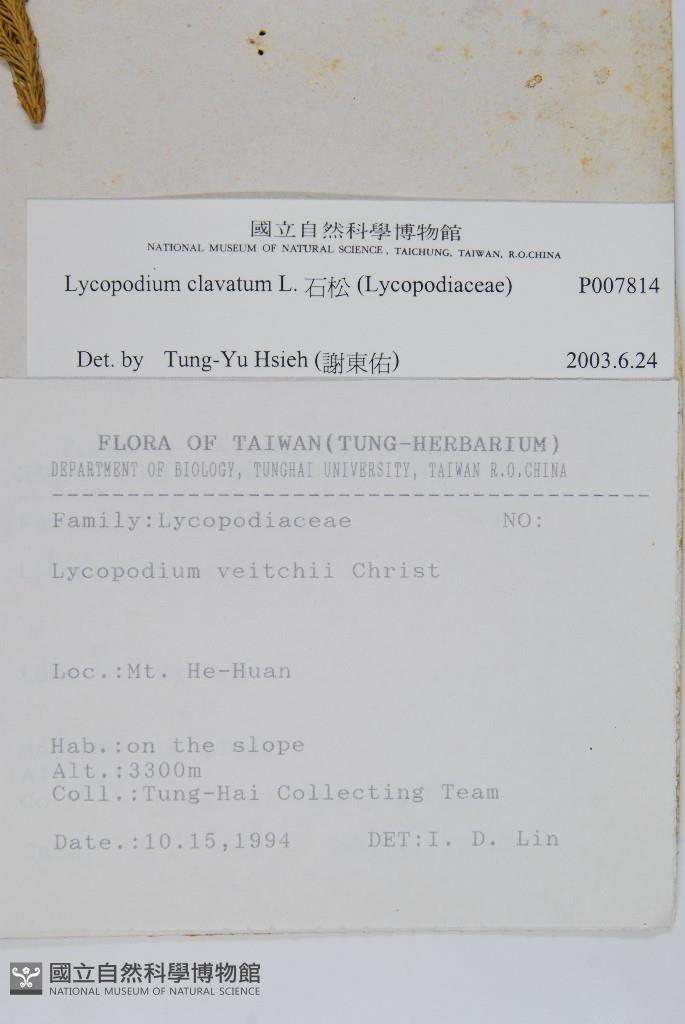 國立自然科學博物館
NATIONAL MUSEUM OF NATURAL SCIENCE, TAICHUNG, TAIWAN, R.O.CHINA
Lycopodium clavatum L. 石松 (Lycopodiaceae) P007814
Det. by Tung-Yu Hsieh (謝東佑) 2003.6.24
FLORA OF TAIWAN(TUNG-HERBARIUM)
DEPARTMENT OF BIOLOGY, TUNGHAI UNIVERSITY, TAIWAN R.O.CHINA
Family:Lycopodiaceae NO:
Lycopodium veitchii Christ
Loc.:Mt. He-Huan
Hab.:on the slope
Alt.:3300m
Coll.:Tung-Hai Collecting Team
Date.:10.15,1994 DET:I. D. Lin
國立自然科學博物館
NATIONAL MUSEUM OF NATURAL SCIENCE